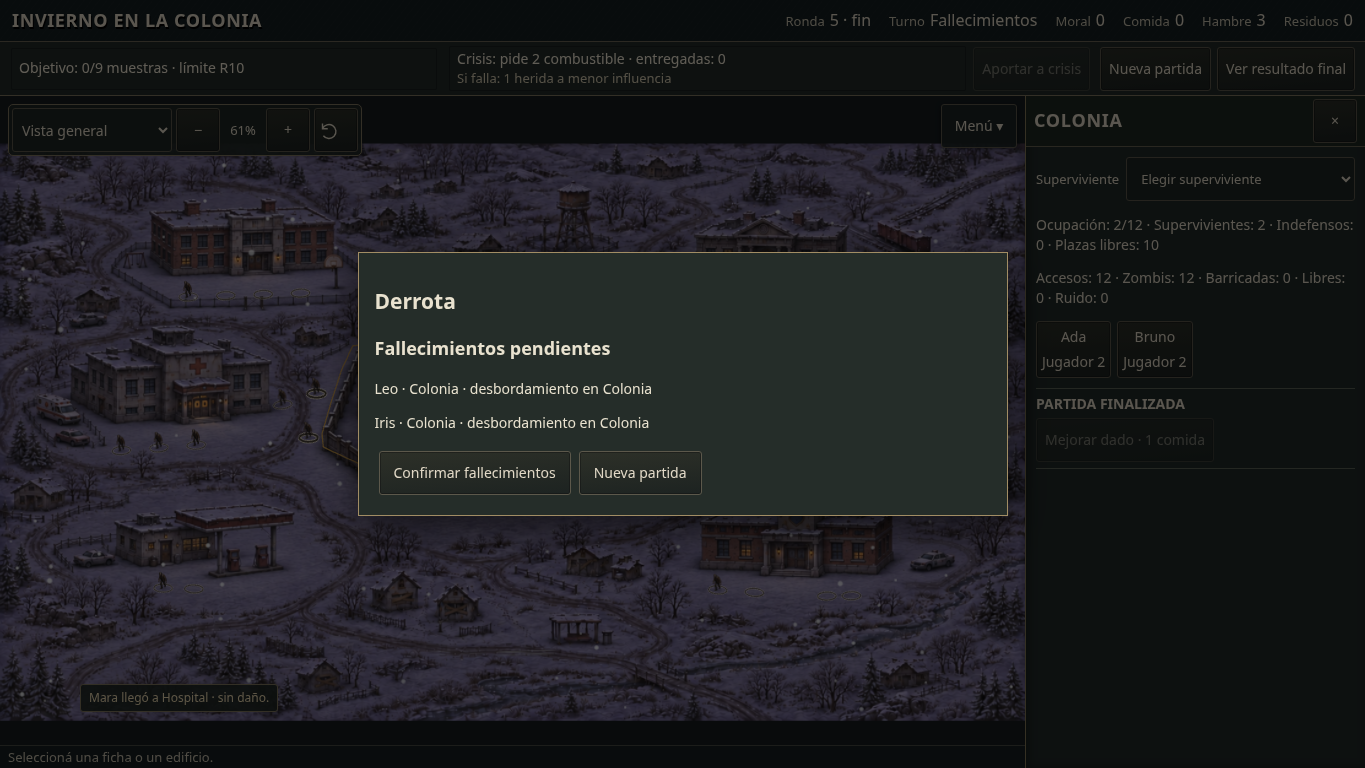 INVIERNO EN LA COLONIA
Ronda 5 · fin Turno Fallecimientos Moral 0 Comida 0 Hambre 3 Residuos 0
Objetivo: 0/9 muestras · límite R10
Crisis: pide 2 combustible · entregadas: 0
Si falla: 1 herida a menor influencia
Aportar a crisis
Nueva partida
Ver resultado final
Vista general
−
61%
+
Menú ▾
COLONIA
×
Superviviente
Elegir superviviente
Ocupación: 2/12 · Supervivientes: 2 · Indefensos:
0 · Plazas libres: 10
Accesos: 12 · Zombis: 12 · Barricadas: 0 · Libres:
0 · Ruido: 0
Ada
Jugador 2
Bruno
Jugador 2
PARTIDA FINALIZADA
Mejorar dado · 1 comida
Derrota
Fallecimientos pendientes
Leo · Colonia · desbordamiento en Colonia
Iris · Colonia · desbordamiento en Colonia
Confirmar fallecimientos
Nueva partida
Mara llegó a Hospital · sin daño.
Seleccioná una ficha o un edificio.